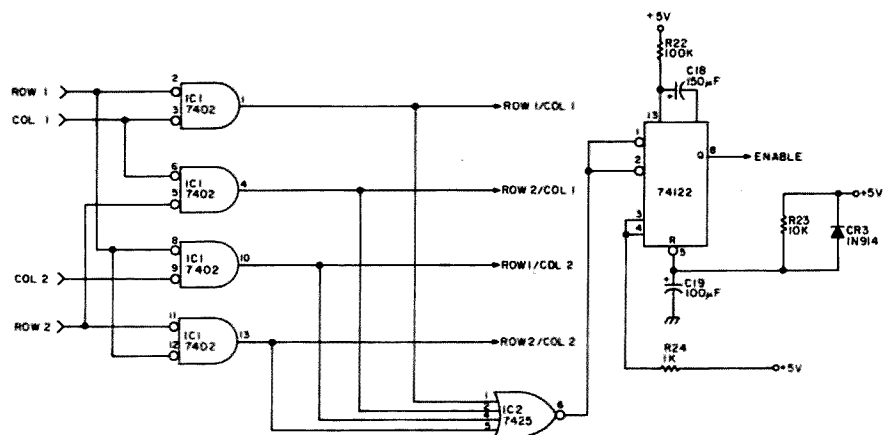 +5V
R22
100K
C18
150µF
+
ROW 1
COL 1
2
3
IC1
7402
1
ROW 1/COL 1
13
1
2
Q
8
ENABLE
74122
6
5
IC1
7402
4
ROW 2/COL 1
3
4
R
5
R23
10K
+5V
CR3
1N914
8
9
IC1
7402
10
ROW1/COL 2
COL 2
+
C19
100µF
ROW 2
11
12
IC1
7402
13
ROW2/COL 2
R24
1K
+5V
1
2
4
5
IC2
7425
6